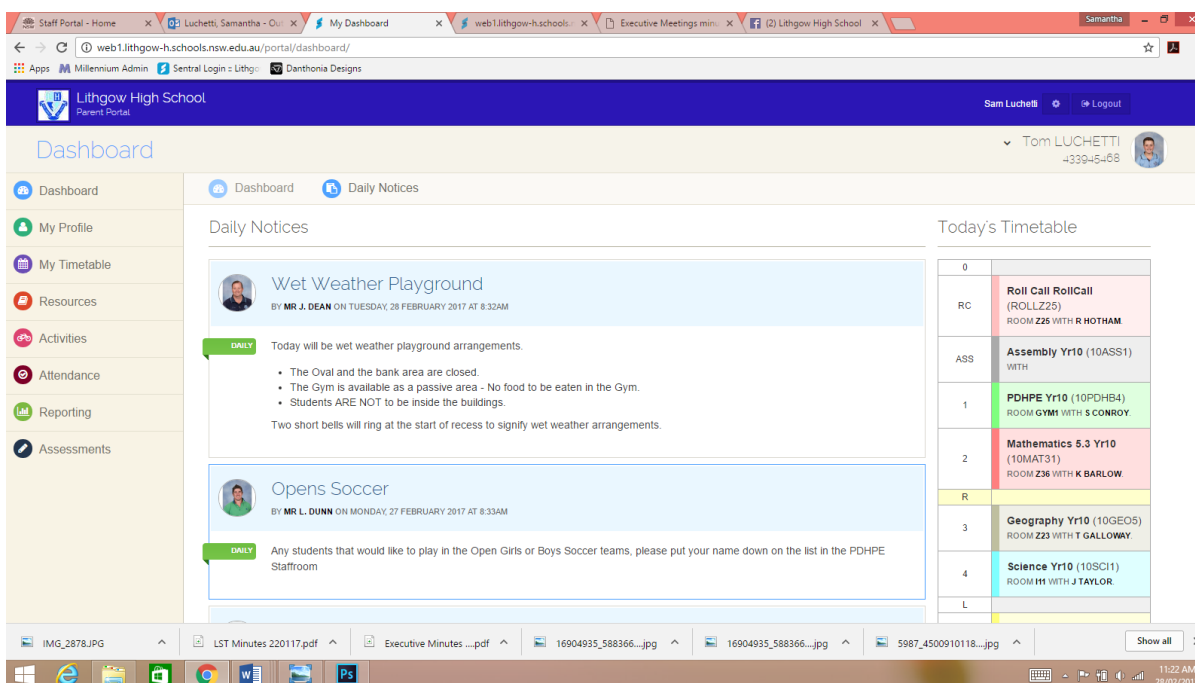 Staff Portal - Home
Luchetti, Samantha - Out
My Dashboard
web1.lithgow-h.schools.n
Executive Meetings minu
(2) Lithgow High School
Samantha
web1.lithgow-h.schools.nsw.edu.au/portal/dashboard/
Apps Millennium Admin Sentral Login :: Lithgo Danthonia Designs
Lithgow High School
Parent Portal
Sam Luchetti Logout
Dashboard
Tom LUCHETTI
433945468
Dashboard
My Profile
My Timetable
Resources
Activities
Attendance
Reporting
Assessments
Dashboard Daily Notices
Daily Notices
Wet Weather Playground
BY MR J. DEAN ON TUESDAY, 28 FEBRUARY 2017 AT 8:32AM
DAILY
Today will be wet weather playground arrangements.
• The Oval and the bank area are closed.
• The Gym is available as a passive area - No food to be eaten in the Gym.
• Students ARE NOT to be inside the buildings.
Two short bells will ring at the start of recess to signify wet weather arrangements.
Opens Soccer
BY MR L. DUNN ON MONDAY, 27 FEBRUARY 2017 AT 8:33AM
DAILY
Any students that would like to play in the Open Girls or Boys Soccer teams, please put your name down on the list in the PDHPE
Staffroom
Today's Timetable
0
RC
Roll Call RollCall
(ROLLZ25)
ROOM Z25 WITH R HOTHAM.
ASS
Assembly Yr10 (10ASS1)
WITH
1
PDHPE Yr10 (10PDHB4)
ROOM GYM1 WITH S CONROY.
2
Mathematics 5.3 Yr10
(10MAT31)
ROOM Z36 WITH K BARLOW.
R
3
Geography Yr10 (10GEO5)
ROOM Z23 WITH T GALLOWAY.
4
Science Yr10 (10SCI1)
ROOM I11 WITH J TAYLOR.
L
IMG_2878.JPG
LST Minutes 220117.pdf
Executive Minutes ....pdf
16904935_588366....jpg
16904935_588366....jpg
5987_4500910118...jpg
Show all
W
Ps
11:22 AM